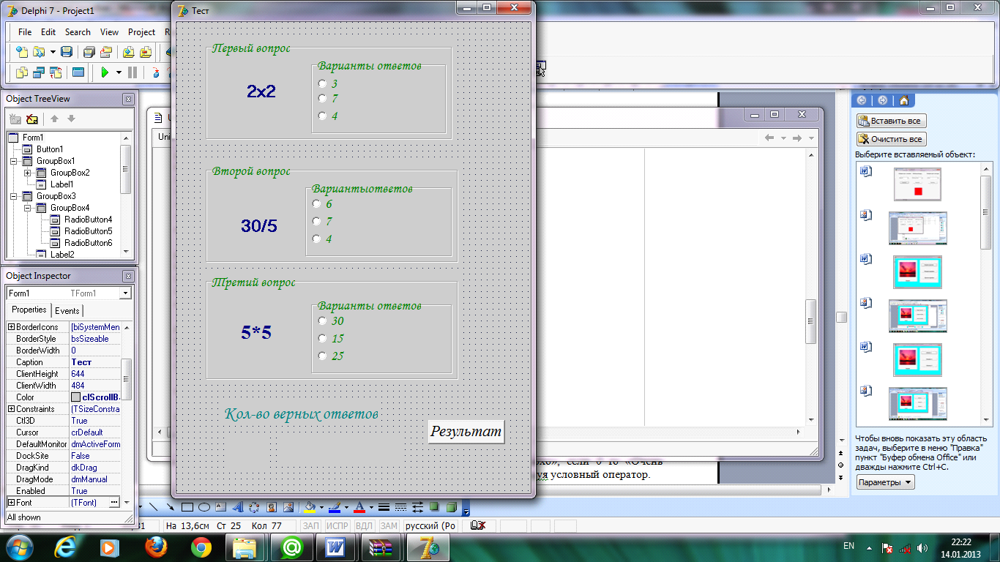 Delphi 7 - Project1
File Edit Search View Project
Тест
Первый вопрос
2x2
Варианты ответов
3
7
4
Второй вопрос
30/5
Вариантыответов
6
7
4
Третий вопрос
5*5
Варианты ответов
30
15
25
Кол-во верных ответов
Результат
Object TreeView
Form1
Button1
GroupBox1
GroupBox2
Label1
GroupBox3
GroupBox4
RadioButton4
RadioButton5
RadioButton6
Label2
Object Inspector
Form1 TForm1
Properties Events
BorderIcons [biSystemMen
BorderStyle bsSizeable
BorderWidth 0
Caption Тест
ClientHeight 644
ClientWidth 484
Color clScrollB
Constraints (TSizeConstra
Ctl3D True
Cursor crDefault
DefaultMonitor dmActiveForm
DockSite False
DragKind dkDrag
DragMode dmManual
Enabled True
Font (TFont) ...
All shown
Uni
если 0 то «Очень
условный оператор.
Вставить все
Очистить все
Выберите вставляемый объект:
Чтобы вновь показать эту область
задач, выберите в меню "Правка"
пункт "Буфер обмена Office" или
дважды нажмите Ctrl+C.
Параметры
На 13,6см Ст 25 Кол 77 ЗАП ИСПР ВДЛ ЗАМ русский (Ро
EN
22:22
14.01.2013